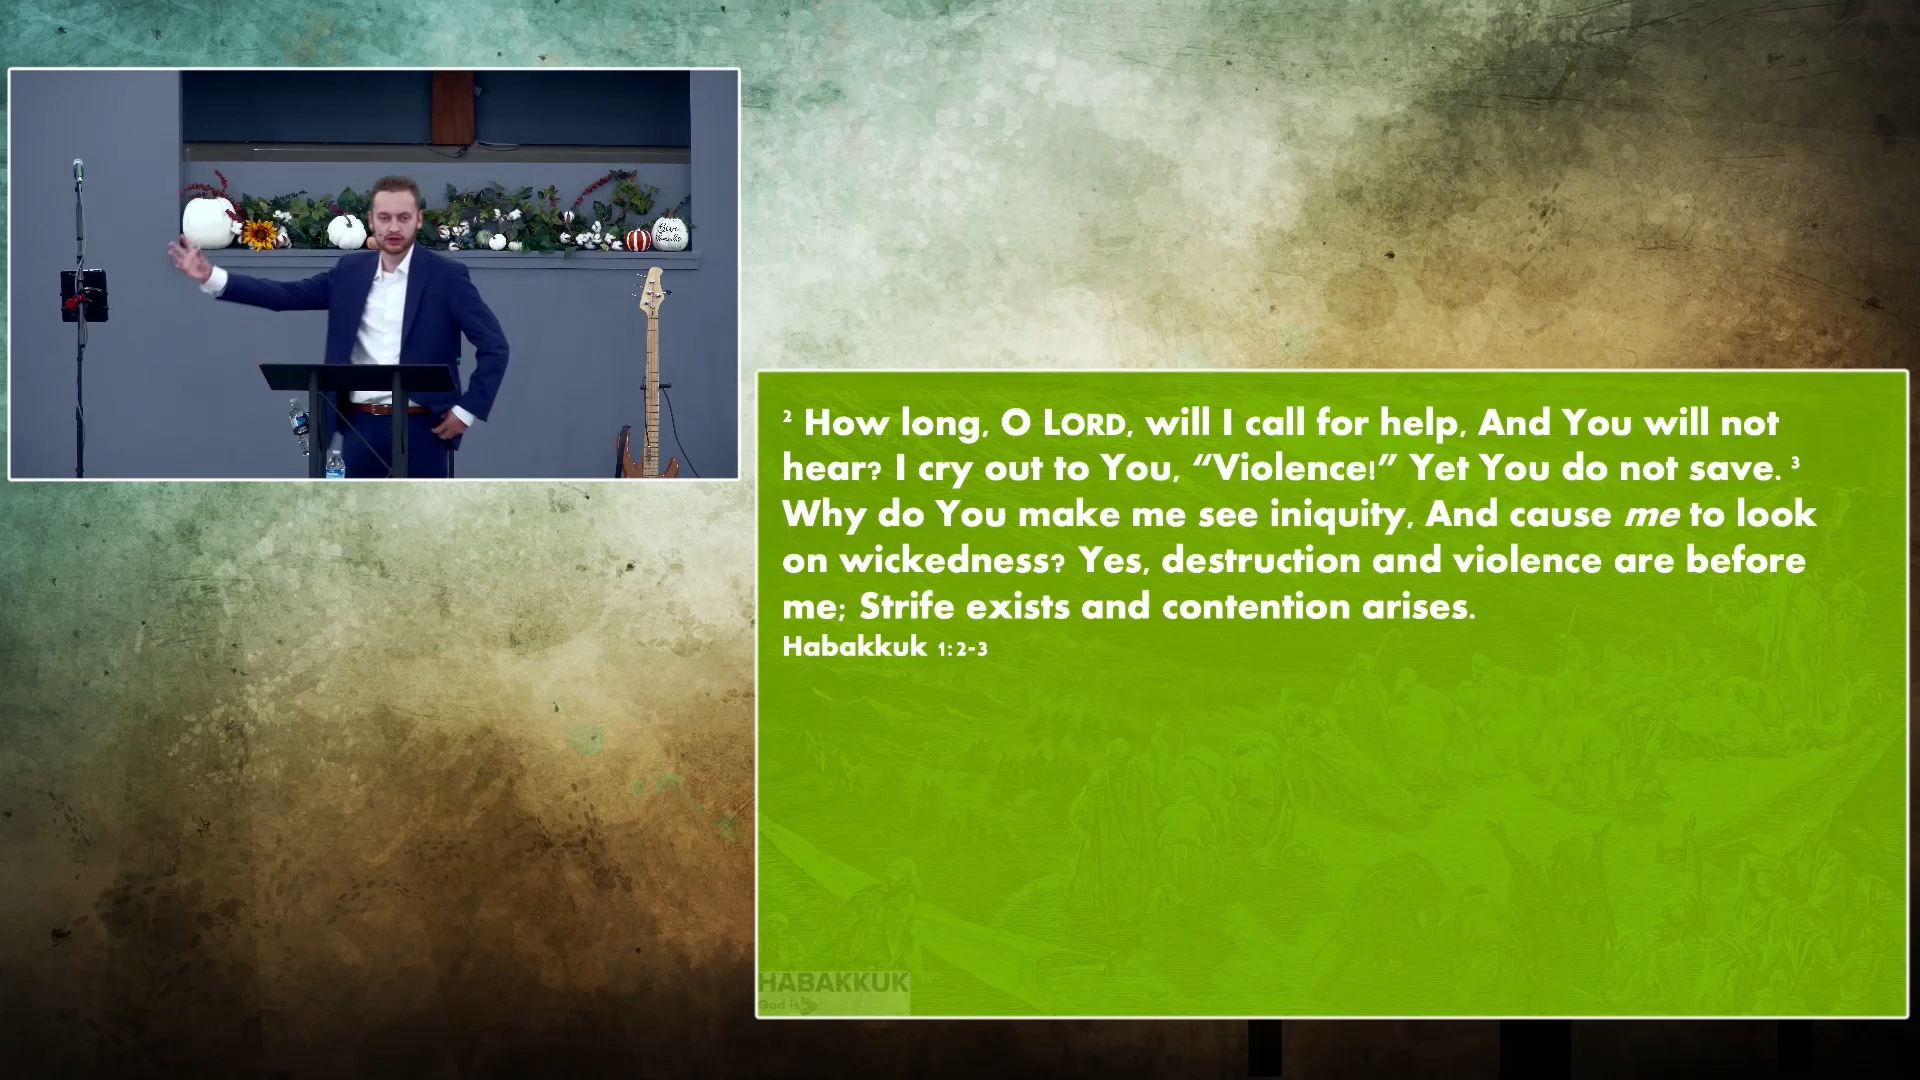 Give
Thanks
² How long, O LORD, will I call for help, And You will not
hear? I cry out to You, “Violence!” Yet You do not save. ³
Why do You make me see iniquity, And cause me to look
on wickedness? Yes, destruction and violence are before
me; Strife exists and contention arises.
Habakkuk 1:2-3
HABAKKUK
God is>